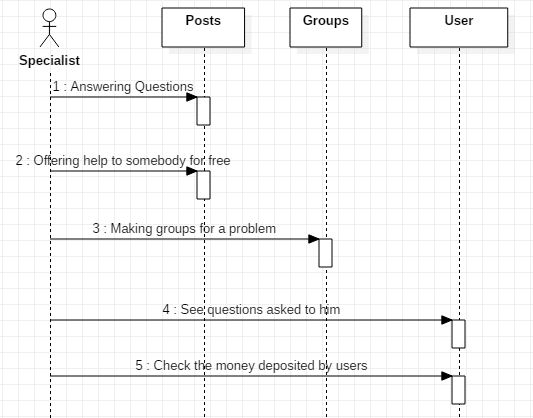 Posts
Groups
User
Specialist
1 : Answering Questions
2 : Offering help to somebody for free
3 : Making groups for a problem
4 : See questions asked to him
5 : Check the money deposited by users